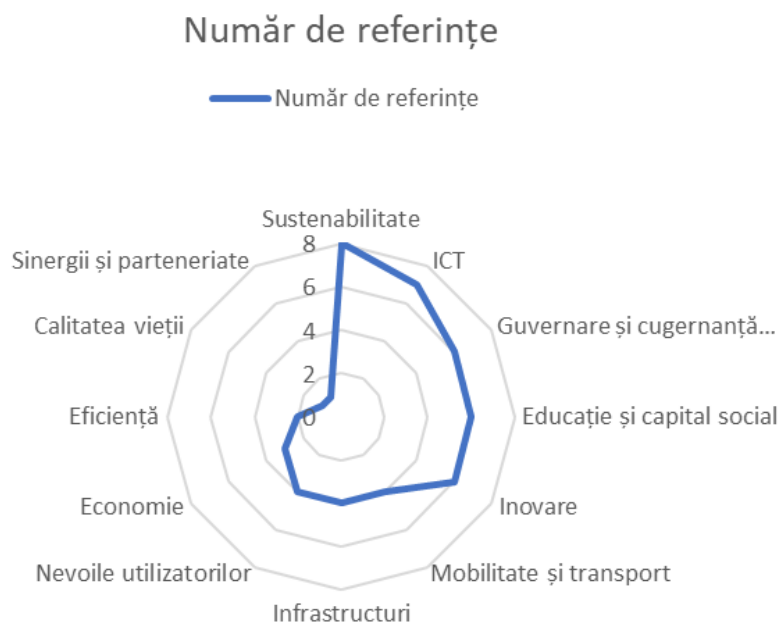 Număr de referințe
Număr de referințe
Sustenabilitate
ICT
Guvernare și cugernanță...
Educație și capital social
Inovare
Mobilitate și transport
Infrastructuri
Nevoile utilizatorilor
Economie
Eficiență
Calitatea vieții
Sinergii și parteneriate
8
6
4
2
0